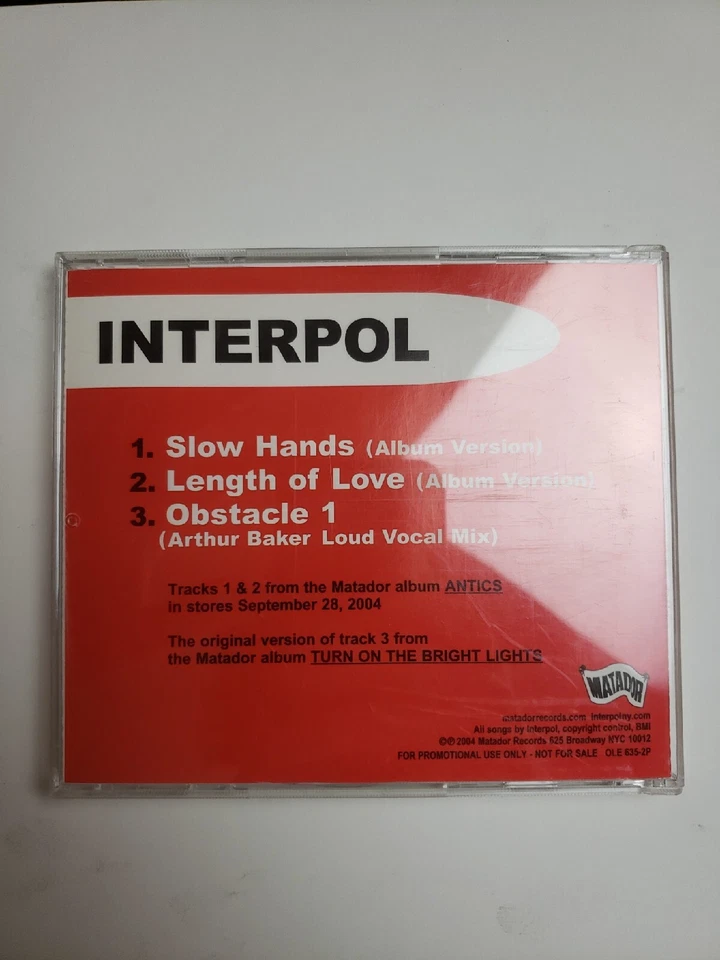 INTERPOL
1. Slow Hands (Album Version)
2. Length of Love (Album Version)
3. Obstacle 1
(Arthur Baker Loud Vocal Mix)
Tracks 1 & 2 from the Matador album ANTICS
in stores September 28, 2004
The original version of track 3 from
the Matador album TURN ON THE BRIGHT LIGHTS
MATADOR
matadorrecords.com interpolny.com
All songs by Interpol, copyright control, BMI
©℗ 2004 Matador Records 625 Broadway NYC 10012
FOR PROMOTIONAL USE ONLY - NOT FOR SALE OLE 635-2P